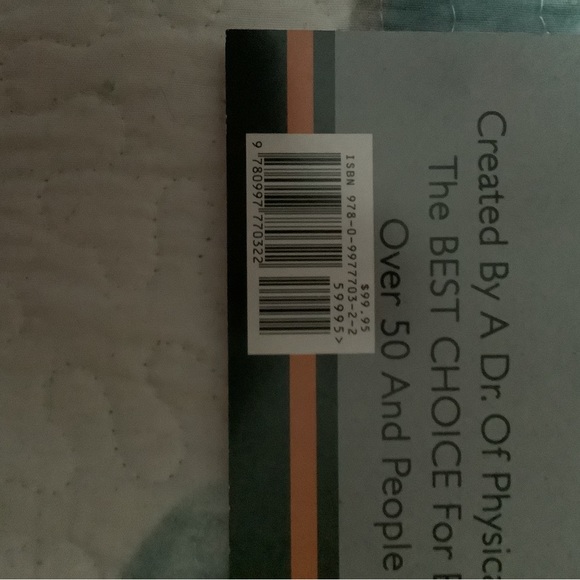 Created By A Dr. Of Physic
The BEST CHOICE For
Over 50 And People
ISBN 978-0-9977703-2-2
$99.95
59995>
9 780997 770322